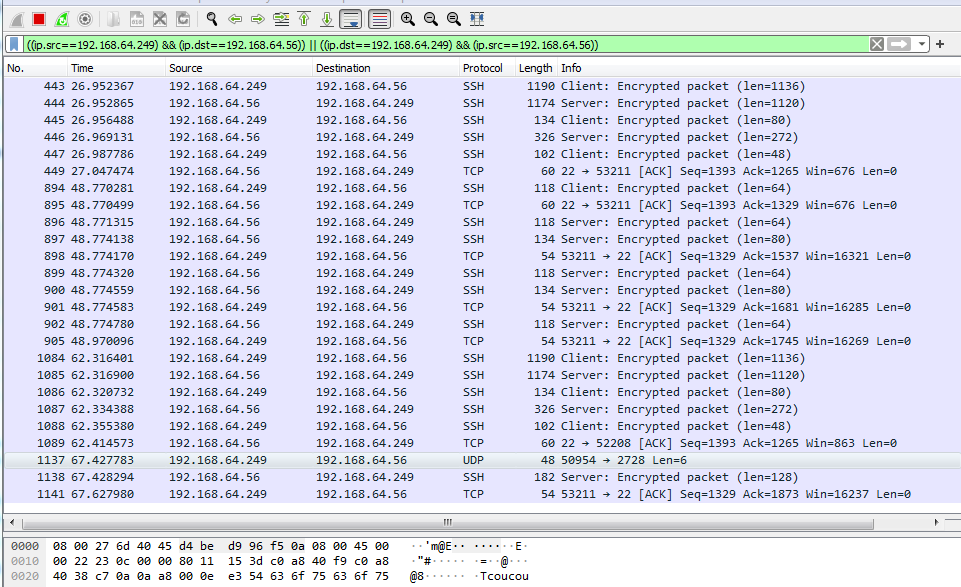 ((ip.src==192.168.64.249) && (ip.dst==192.168.64.56)) || ((ip.dst==192.168.64.249) && (ip.src==192.168.64.56))
No. Time Source Destination Protocol Length Info
443 26.952367 192.168.64.249 192.168.64.56 SSH 1190 Client: Encrypted packet (len=1136)
444 26.952865 192.168.64.56 192.168.64.249 SSH 1174 Server: Encrypted packet (len=1120)
445 26.956488 192.168.64.249 192.168.64.56 SSH 134 Client: Encrypted packet (len=80)
446 26.969131 192.168.64.56 192.168.64.249 SSH 326 Server: Encrypted packet (len=272)
447 26.987786 192.168.64.249 192.168.64.56 SSH 102 Client: Encrypted packet (len=48)
449 27.047474 192.168.64.56 192.168.64.249 TCP 60 22 → 53211 [ACK] Seq=1393 Ack=1265 Win=676 Len=0
894 48.770281 192.168.64.249 192.168.64.56 SSH 118 Client: Encrypted packet (len=64)
895 48.770499 192.168.64.56 192.168.64.249 TCP 60 22 → 53211 [ACK] Seq=1393 Ack=1329 Win=676 Len=0
896 48.771315 192.168.64.56 192.168.64.249 SSH 118 Server: Encrypted packet (len=64)
897 48.774138 192.168.64.56 192.168.64.249 SSH 134 Server: Encrypted packet (len=80)
898 48.774170 192.168.64.249 192.168.64.56 TCP 54 53211 → 22 [ACK] Seq=1329 Ack=1537 Win=16321 Len=0
899 48.774320 192.168.64.56 192.168.64.249 SSH 118 Server: Encrypted packet (len=64)
900 48.774559 192.168.64.56 192.168.64.249 SSH 134 Server: Encrypted packet (len=80)
901 48.774583 192.168.64.249 192.168.64.56 TCP 54 53211 → 22 [ACK] Seq=1329 Ack=1681 Win=16285 Len=0
902 48.774780 192.168.64.56 192.168.64.249 SSH 118 Server: Encrypted packet (len=64)
905 48.970096 192.168.64.249 192.168.64.56 TCP 54 53211 → 22 [ACK] Seq=1329 Ack=1745 Win=16269 Len=0
1084 62.316401 192.168.64.249 192.168.64.56 SSH 1190 Client: Encrypted packet (len=1136)
1085 62.316900 192.168.64.56 192.168.64.249 SSH 1174 Server: Encrypted packet (len=1120)
1086 62.320732 192.168.64.249 192.168.64.56 SSH 134 Client: Encrypted packet (len=80)
1087 62.334388 192.168.64.56 192.168.64.249 SSH 326 Server: Encrypted packet (len=272)
1088 62.355380 192.168.64.249 192.168.64.56 SSH 102 Client: Encrypted packet (len=48)
1089 62.414573 192.168.64.56 192.168.64.249 TCP 60 22 → 52208 [ACK] Seq=1393 Ack=1265 Win=863 Len=0
1137 67.427783 192.168.64.249 192.168.64.56 UDP 48 50954 → 2728 Len=6
1138 67.428294 192.168.64.56 192.168.64.249 SSH 182 Server: Encrypted packet (len=128)
1141 67.627980 192.168.64.249 192.168.64.56 TCP 54 53211 → 22 [ACK] Seq=1329 Ack=1873 Win=16237 Len=0
0000 08 00 27 6d 40 45 d4 be d9 96 f5 0a 08 00 45 00 ··'m@E·· ······E·
0010 00 22 23 0c 00 00 80 11 15 3d c0 a8 40 f9 c0 a8 ·"#····· ·=··@···
0020 40 38 c7 0a 0a a8 00 0e e3 54 63 6f 75 63 6f 75 @8······ ·Tcoucou